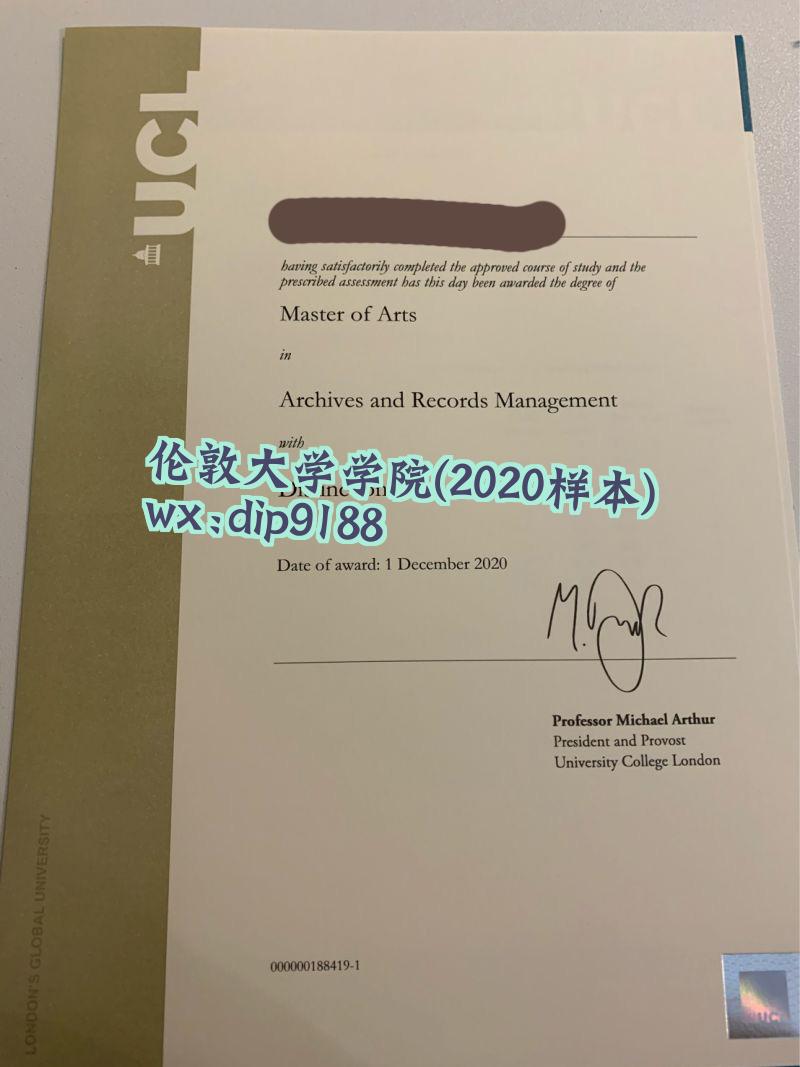 UCL
having satisfactorily completed the approved course of study and the
prescribed assessment has this day been awarded the degree of
Master of Arts
in
Archives and Records Management
with
伦敦大学学院(2020样本)
wx:dip9188
Date of award: 1 December 2020
Professor Michael Arthur
President and Provost
University College London
LONDON'S GLOBAL UNIVERSITY
000000188419-1
UCL